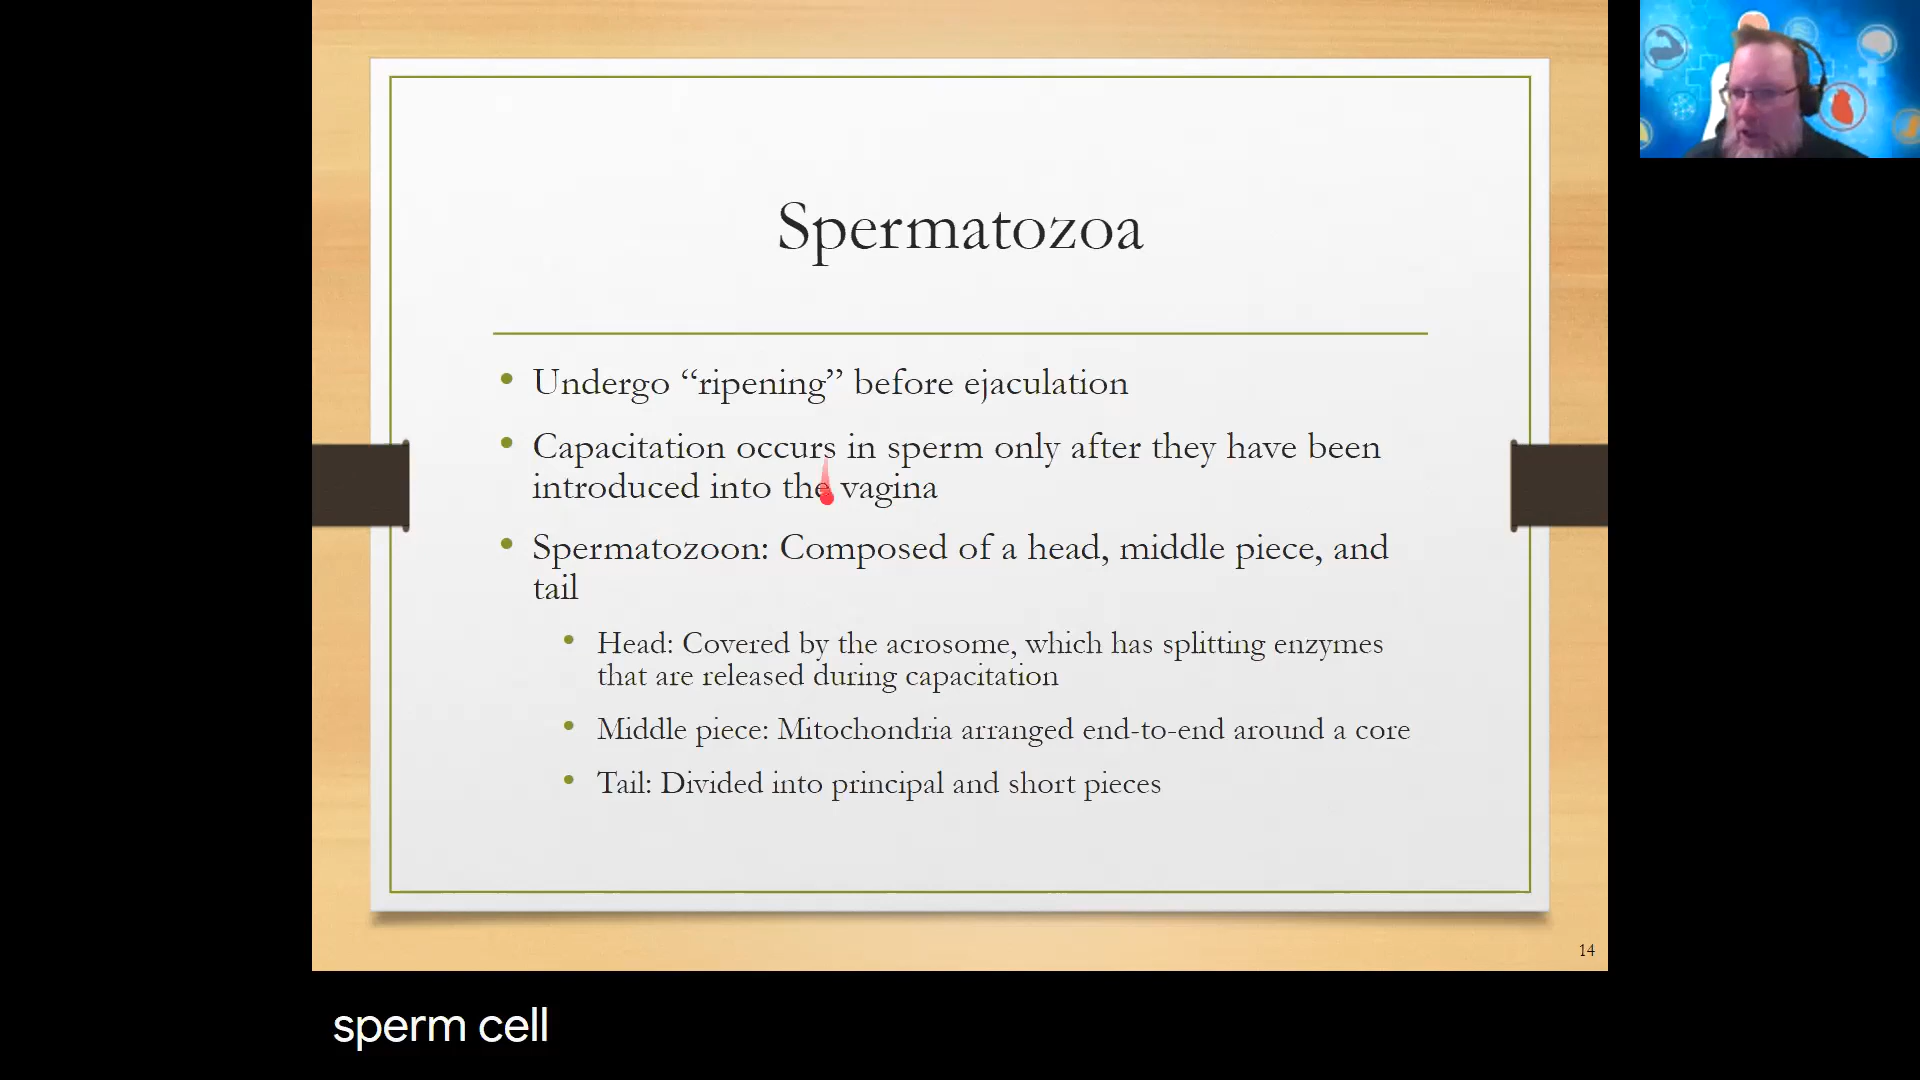 Spermatozoa
• Undergo “ripening” before ejaculation
• Capacitation occurs in sperm only after they have been
introduced into the vagina
• Spermatozoon: Composed of a head, middle piece, and
tail
• Head: Covered by the acrosome, which has splitting enzymes
that are released during capacitation
• Middle piece: Mitochondria arranged end-to-end around a core
• Tail: Divided into principal and short pieces
14
sperm cell